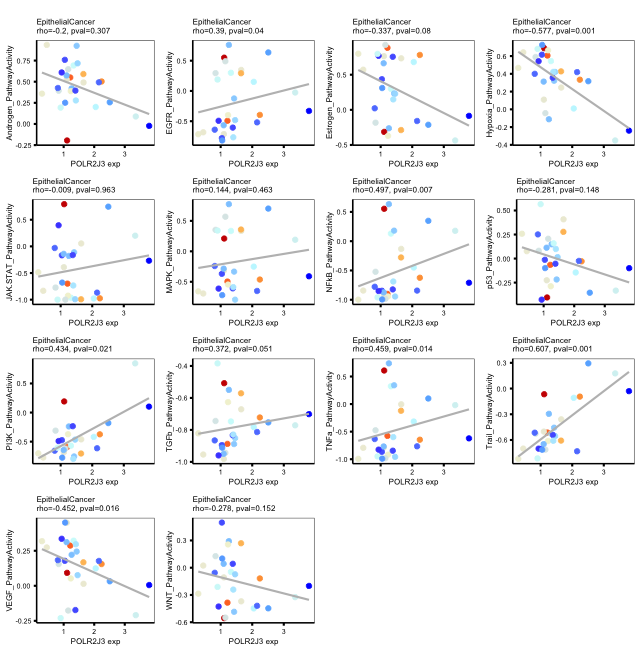 EpithelialCancer
rho=-0.2, pval=0.307
Androgen_PathwayActivity
0.75
0.50
0.25
0.00
-0.25
1 2 3
POLR2J3 exp
EpithelialCancer
rho=0.39, pval=0.04
EGFR_PathwayActivity
0.5
0.0
-0.5
1 2 3
POLR2J3 exp
EpithelialCancer
rho=-0.337, pval=0.08
Estrogen_PathwayActivity
0.5
0.0
-0.5
1 2 3
POLR2J3 exp
EpithelialCancer
rho=-0.577, pval=0.001
Hypoxia_PathwayActivity
0.6
0.4
0.2
0.0
-0.2
-0.4
1 2 3
POLR2J3 exp
EpithelialCancer
rho=-0.009, pval=0.963
JAK.STAT_PathwayActivity
0.5
0.0
-0.5
-1.0
1 2 3
POLR2J3 exp
EpithelialCancer
rho=0.144, pval=0.463
MAPK_PathwayActivity
0.5
0.0
-0.5
1 2 3
POLR2J3 exp
EpithelialCancer
rho=0.497, pval=0.007
NFkB_PathwayActivity
0.5
0.0
-0.5
-1.0
1 2 3
POLR2J3 exp
EpithelialCancer
rho=-0.281, pval=0.148
p53_PathwayActivity
0.50
0.25
0.00
-0.25
1 2 3
POLR2J3 exp
EpithelialCancer
rho=0.434, pval=0.021
PI3K_PathwayActivity
0.5
0.0
-0.5
1 2 3
POLR2J3 exp
EpithelialCancer
rho=0.372, pval=0.051
TGFb_PathwayActivity
-0.4
-0.6
-0.8
-1.0
1 2 3
POLR2J3 exp
EpithelialCancer
rho=0.459, pval=0.014
TNFa_PathwayActivity
0.5
0.0
-0.5
-1.0
1 2 3
POLR2J3 exp
EpithelialCancer
rho=0.607, pval=0.001
Trail_PathwayActivity
0.3
0.0
-0.3
-0.6
1 2 3
POLR2J3 exp
EpithelialCancer
rho=-0.452, pval=0.016
VEGF_PathwayActivity
0.25
0.00
-0.25
1 2 3
POLR2J3 exp
EpithelialCancer
rho=-0.278, pval=0.152
WNT_PathwayActivity
0.3
0.0
-0.3
-0.6
1 2 3
POLR2J3 exp